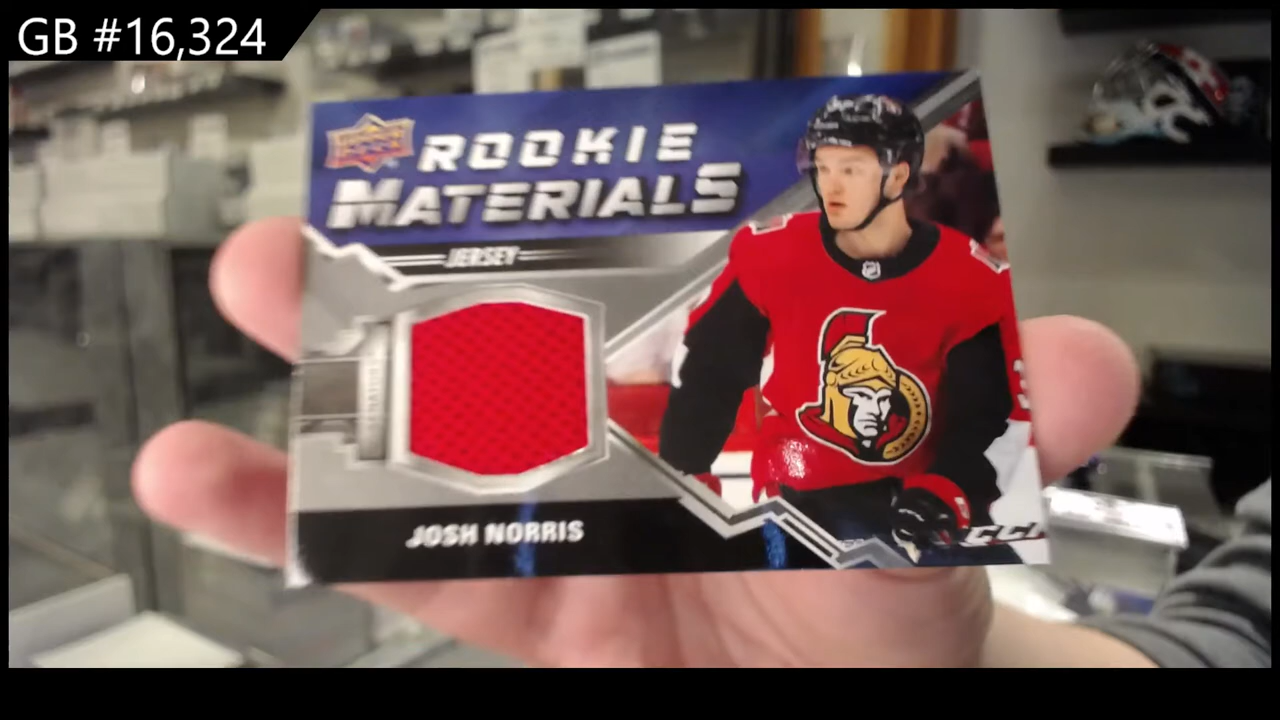 GB #16,324
ROOKIE
MATERIALS
JERSEY
JOSH NORRIS
CCM